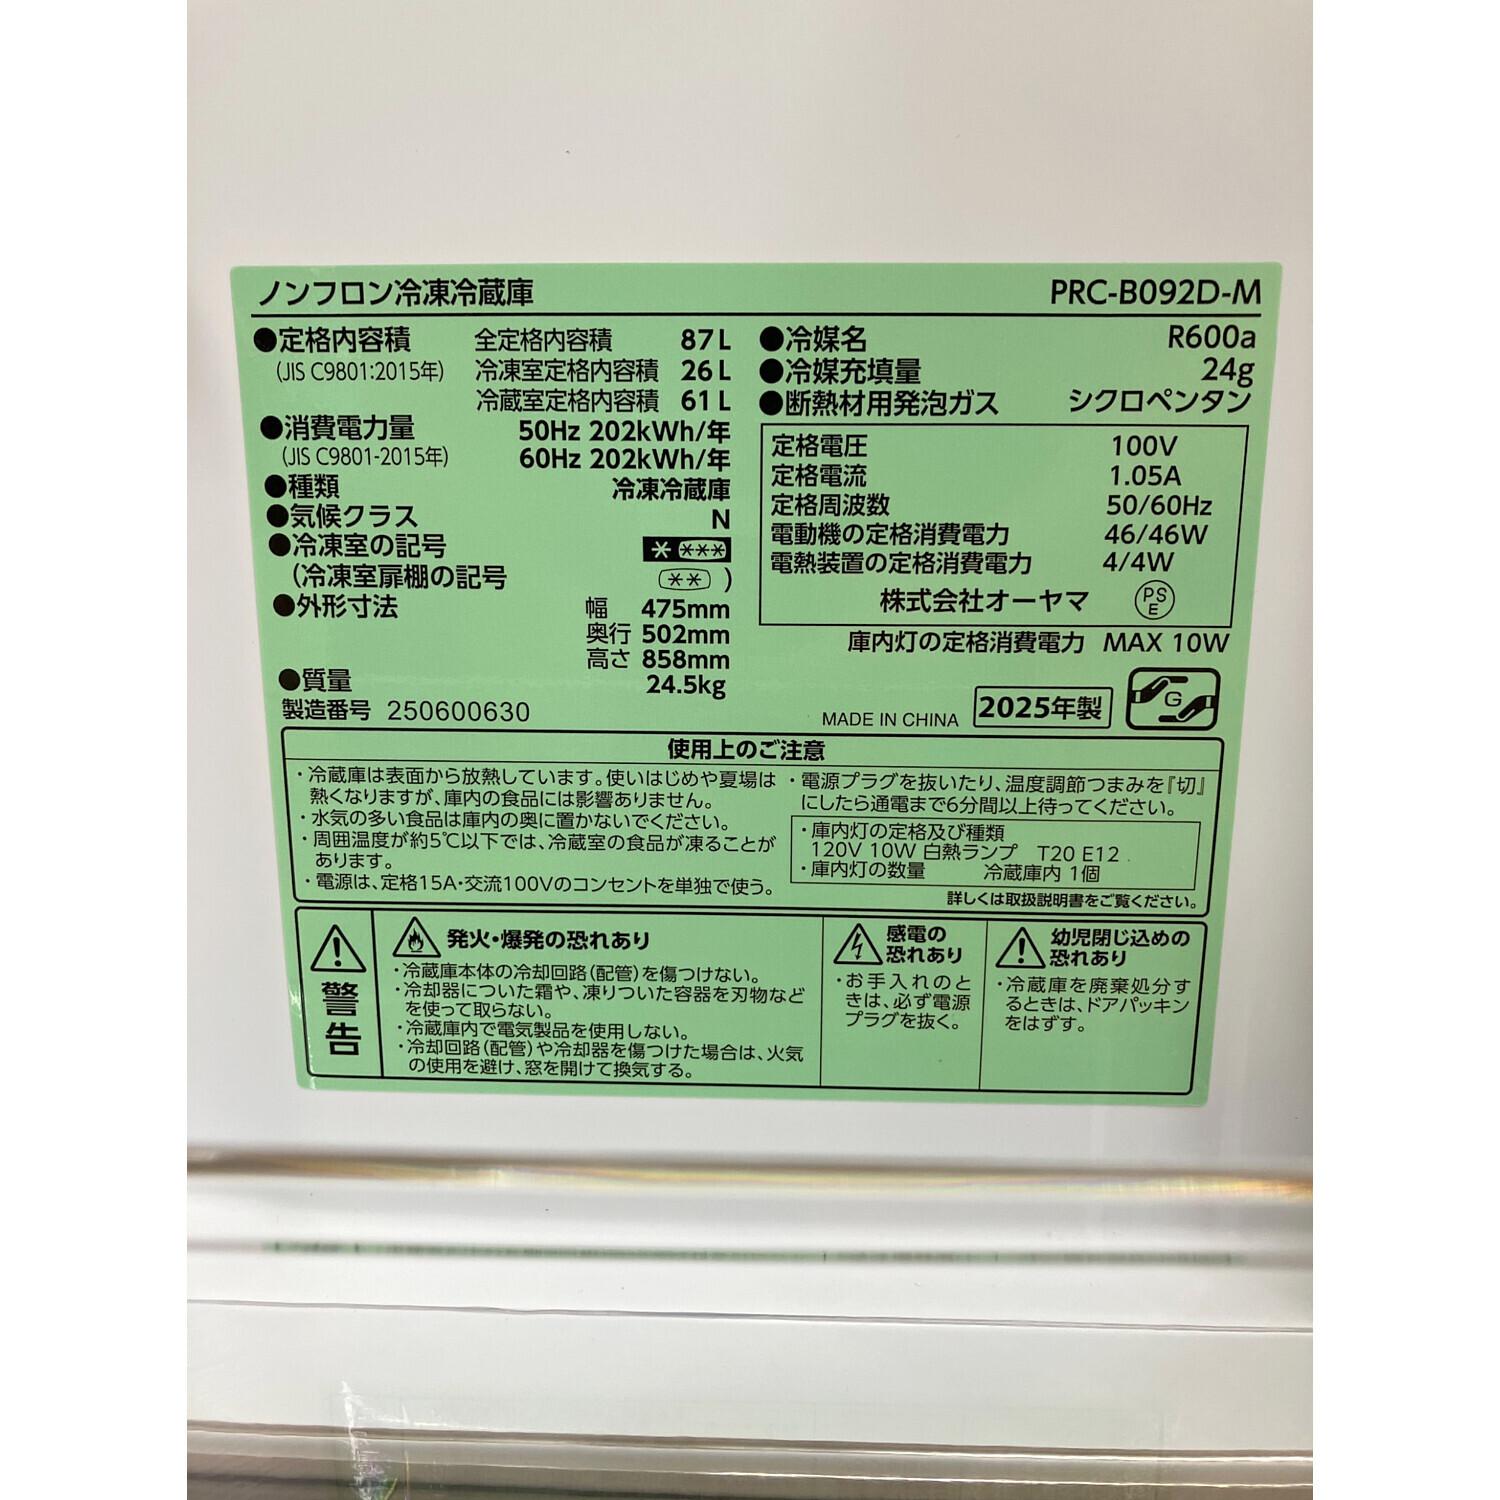 ノンフロン冷凍冷蔵庫 PRC-B092D-M
●定格内容積 全定格内容積 87L
(JIS C9801:2015年) 冷凍室定格内容積 26L
冷蔵室定格内容積 61L
●消費電力量 50Hz 202kWh/年
(JIS C9801-2015年) 60Hz 202kWh/年
●種類 冷凍冷蔵庫
●気候クラス N
●冷凍室の記号 * ***
(冷凍室扉棚の記号 ** )
●外形寸法 幅 475mm
奥行 502mm
高さ 858mm
●質量 24.5kg
製造番号 250600630
●冷媒名 R600a
●冷媒充填量 24g
●断熱材用発泡ガス シクロペンタン
定格電圧 100V
定格電流 1.05A
定格周波数 50/60Hz
電動機の定格消費電力 46/46W
電熱装置の定格消費電力 4/4W
株式会社オーヤマ PS E
庫内灯の定格消費電力 MAX 10W
MADE IN CHINA 2025年製 G
使用上のご注意
・冷蔵庫は表面から放熱しています。使いはじめや夏場は
熱くなりますが、庫内の食品には影響ありません。
・水気の多い食品は庫内の奥に置かないでください。
・周囲温度が約5℃以下では、冷蔵室の食品が凍ることが
あります。
・電源は、定格15A・交流100Vのコンセントを単独で使う。
・電源プラグを抜いたり、温度調節つまみを『切』
にしたら通電まで6分間以上待ってください。
・庫内灯の定格及び種類
120V 10W 白熱ランプ T20 E12
・庫内灯の数量 冷蔵庫内 1個
詳しくは取扱説明書をご覧ください。
警告
発火・爆発の恐れあり
・冷蔵庫本体の冷却回路(配管)を傷つけない。
・冷却器についた霜や、凍りついた容器を刃物など
を使って取らない。
・冷蔵庫内で電気製品を使用しない。
・冷却回路(配管)や冷却器を傷つけた場合は、火気
の使用を避け、窓を開けて換気する。
感電の
恐れあり
・お手入れのと
きは、必ず電源
プラグを抜く。
幼児閉じ込めの
恐れあり
・冷蔵庫を廃棄処分す
るときは、ドアパッキン
をはずす。